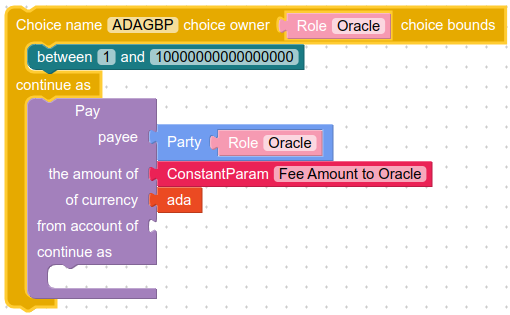 Choice name ADAGBP choice owner Role Oracle choice bounds
between 1 and 10000000000000000
continue as
Pay
payee Party Role Oracle
the amount of ConstantParam Fee Amount to Oracle
of currency ada
from account of
continue as